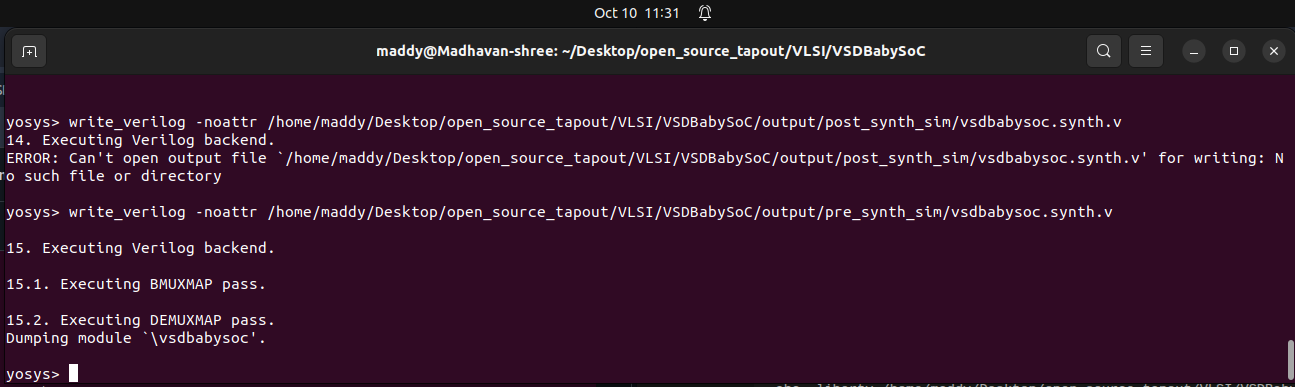 Oct 10 11:31
maddy@Madhavan-shree: ~/Desktop/open_source_tapout/VLSI/VSDBabySoC
yosys> write_verilog -noattr /home/maddy/Desktop/open_source_tapout/VLSI/VSDBabySoC/output/post_synth_sim/vsdbabysoc.synth.v
14. Executing Verilog backend.
ERROR: Can't open output file `/home/maddy/Desktop/open_source_tapout/VLSI/VSDBabySoC/output/post_synth_sim/vsdbabysoc.synth.v' for writing: N
o such file or directory
yosys> write_verilog -noattr /home/maddy/Desktop/open_source_tapout/VLSI/VSDBabySoC/output/pre_synth_sim/vsdbabysoc.synth.v
15. Executing Verilog backend.
15.1. Executing BMUXMAP pass.
15.2. Executing DEMUXMAP pass.
Dumping module `\vsdbabysoc'.
yosys>